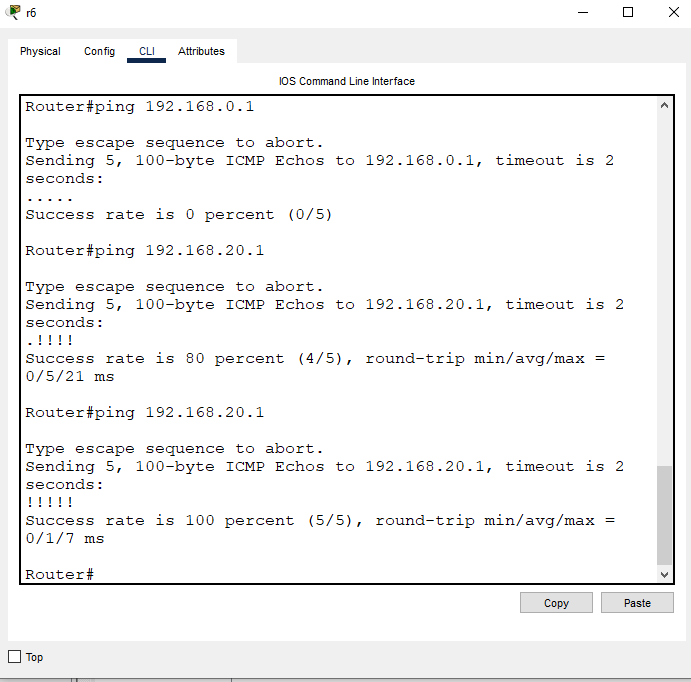 r6
Physical Config CLI Attributes
IOS Command Line Interface
Router#ping 192.168.0.1
Type escape sequence to abort.
Sending 5, 100-byte ICMP Echos to 192.168.0.1, timeout is 2
seconds:
.....
Success rate is 0 percent (0/5)
Router#ping 192.168.20.1
Type escape sequence to abort.
Sending 5, 100-byte ICMP Echos to 192.168.20.1, timeout is 2
seconds:
.!!!!
Success rate is 80 percent (4/5), round-trip min/avg/max =
0/5/21 ms
Router#ping 192.168.20.1
Type escape sequence to abort.
Sending 5, 100-byte ICMP Echos to 192.168.20.1, timeout is 2
seconds:
!!!!!
Success rate is 100 percent (5/5), round-trip min/avg/max =
0/1/7 ms
Router#
Copy Paste
Top